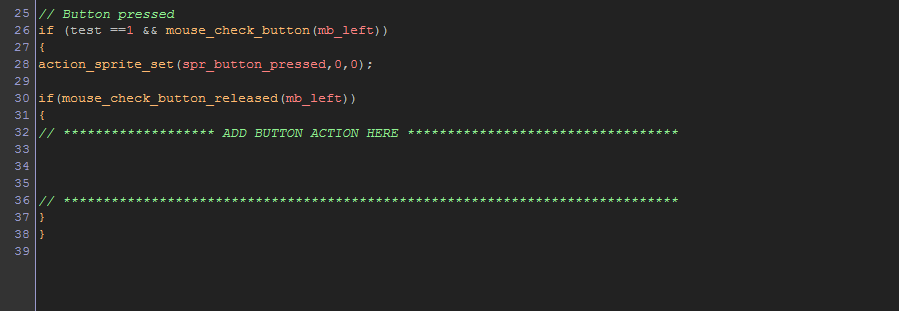 25 // Button pressed
26 if (test ==1 && mouse_check_button(mb_left))
27 {
28 action_sprite_set(spr_button_pressed,0,0);
29
30 if(mouse_check_button_released(mb_left))
31 {
32 // ******************* ADD BUTTON ACTION HERE **********************************
33
34
35
36 // *****************************************************************************
37 }
38 }
39